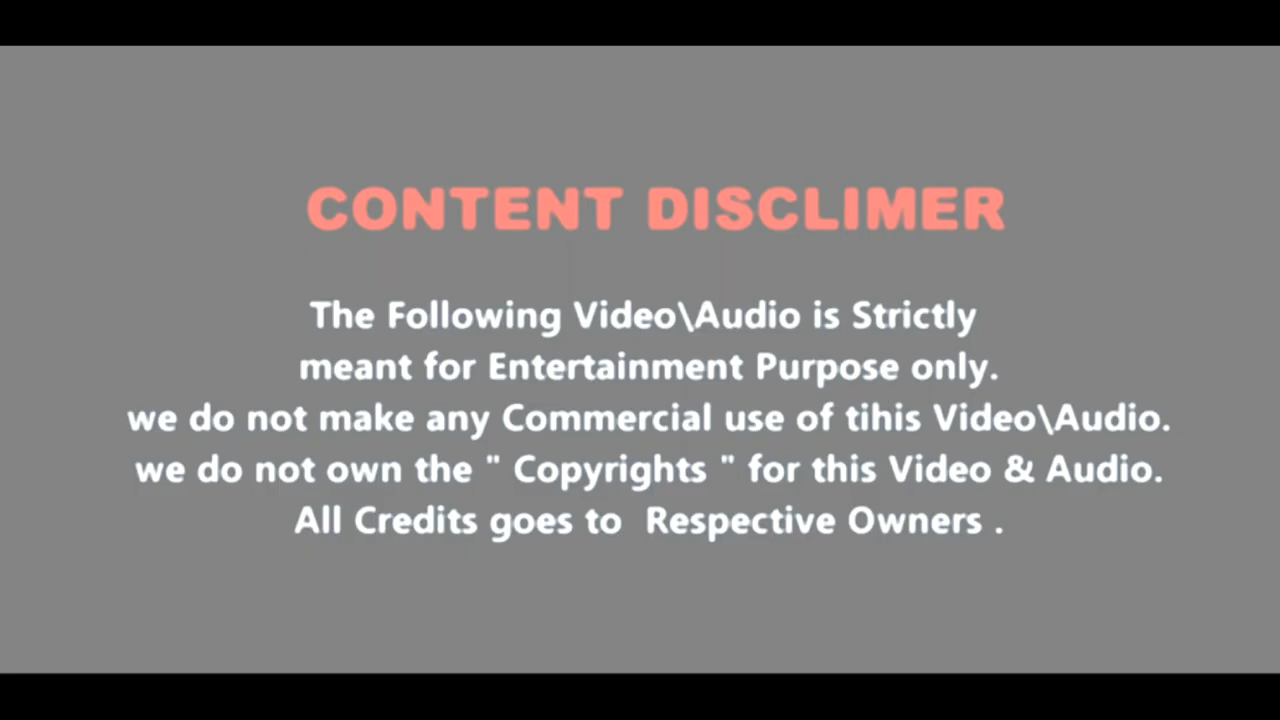 CONTENT DISCLIMER
The Following Video\Audio is Strictly
meant for Entertainment Purpose only.
we do not make any Commercial use of tihis Video\Audio.
we do not own the " Copyrights " for this Video & Audio.
All Credits goes to  Respective Owners .